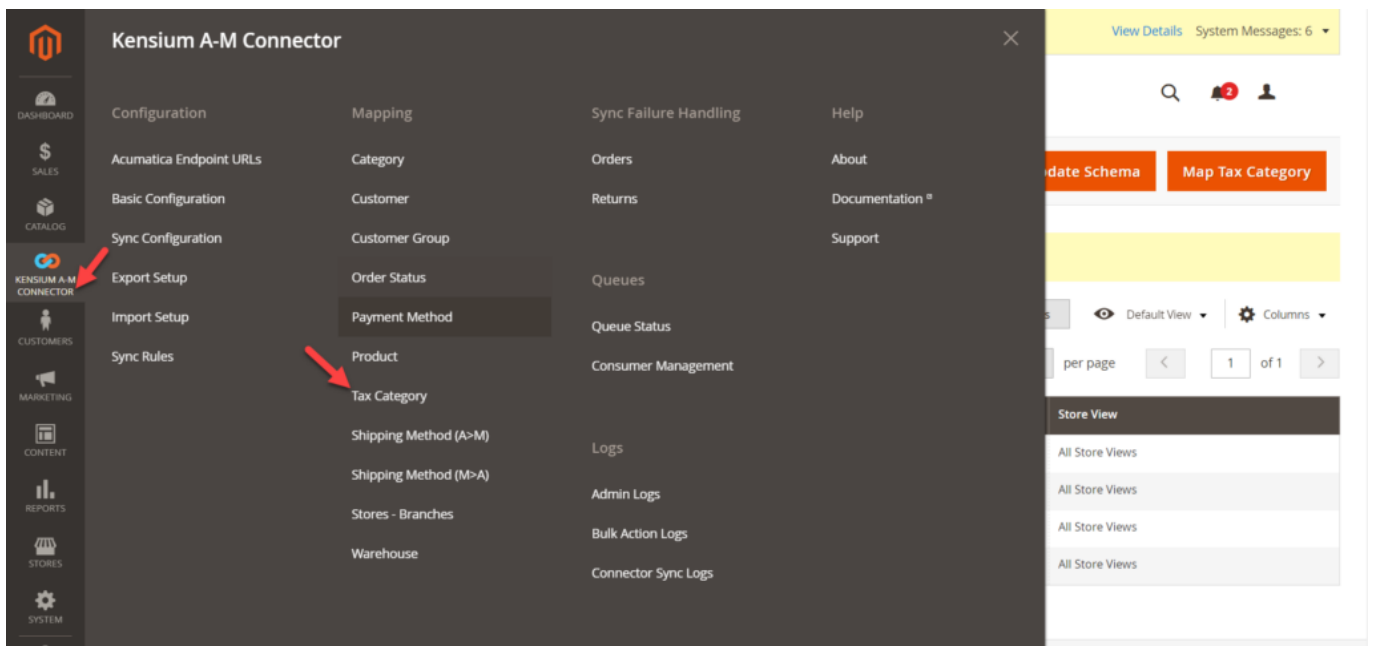 Kensium A-M Connector
View Details System Messages: 6
2
DASHBOARD
SALES
CATALOG
KENSIUM A-M
CONNECTOR
CUSTOMERS
MARKETING
CONTENT
REPORTS
STORES
SYSTEM
Configuration
Acumatica Endpoint URLs
Basic Configuration
Sync Configuration
Export Setup
Import Setup
Sync Rules
Mapping
Category
Customer
Customer Group
Order Status
Payment Method
Product
Tax Category
Shipping Method (A>M)
Shipping Method (M>A)
Stores - Branches
Warehouse
Sync Failure Handling
Orders
Returns
Queues
Queue Status
Consumer Management
Logs
Admin Logs
Bulk Action Logs
Connector Sync Logs
Help
About
Documentation
Support
date Schema
Map Tax Category
s
Default View
Columns
per page
1 of 1
Store View
All Store Views
All Store Views
All Store Views
All Store Views